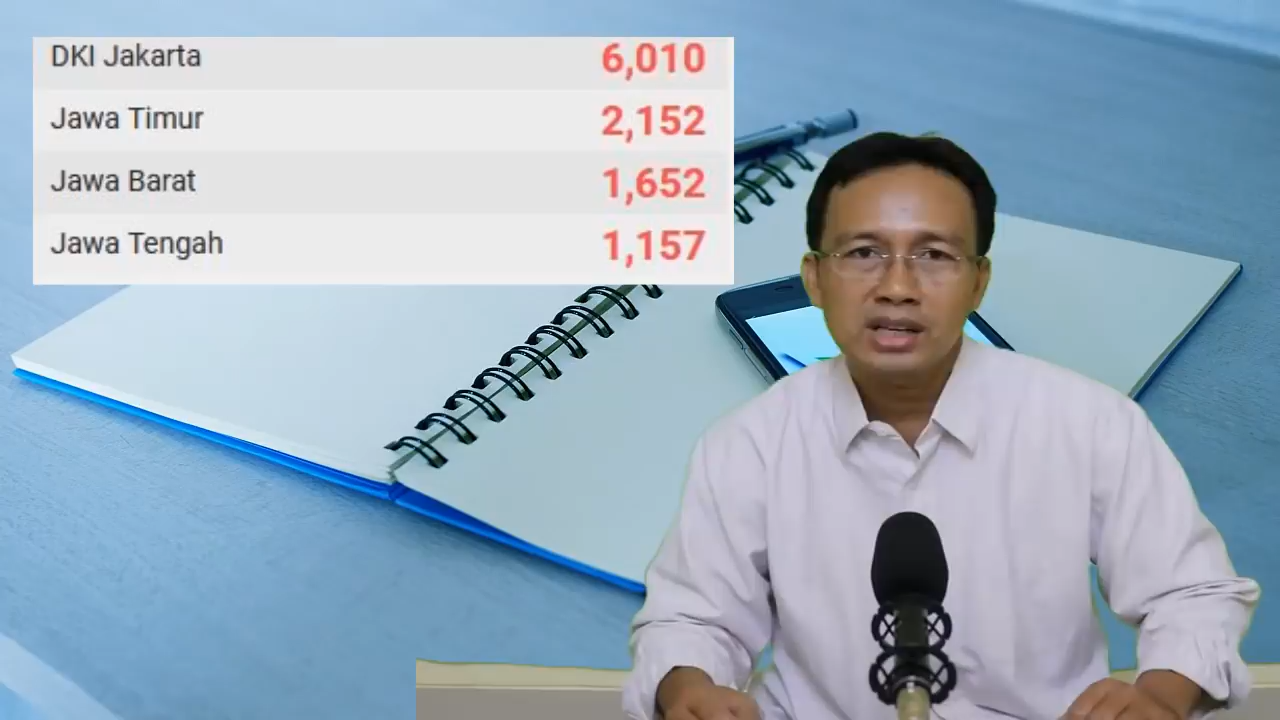 DKI Jakarta 6,010
Jawa Timur 2,152
Jawa Barat 1,652
Jawa Tengah 1,157